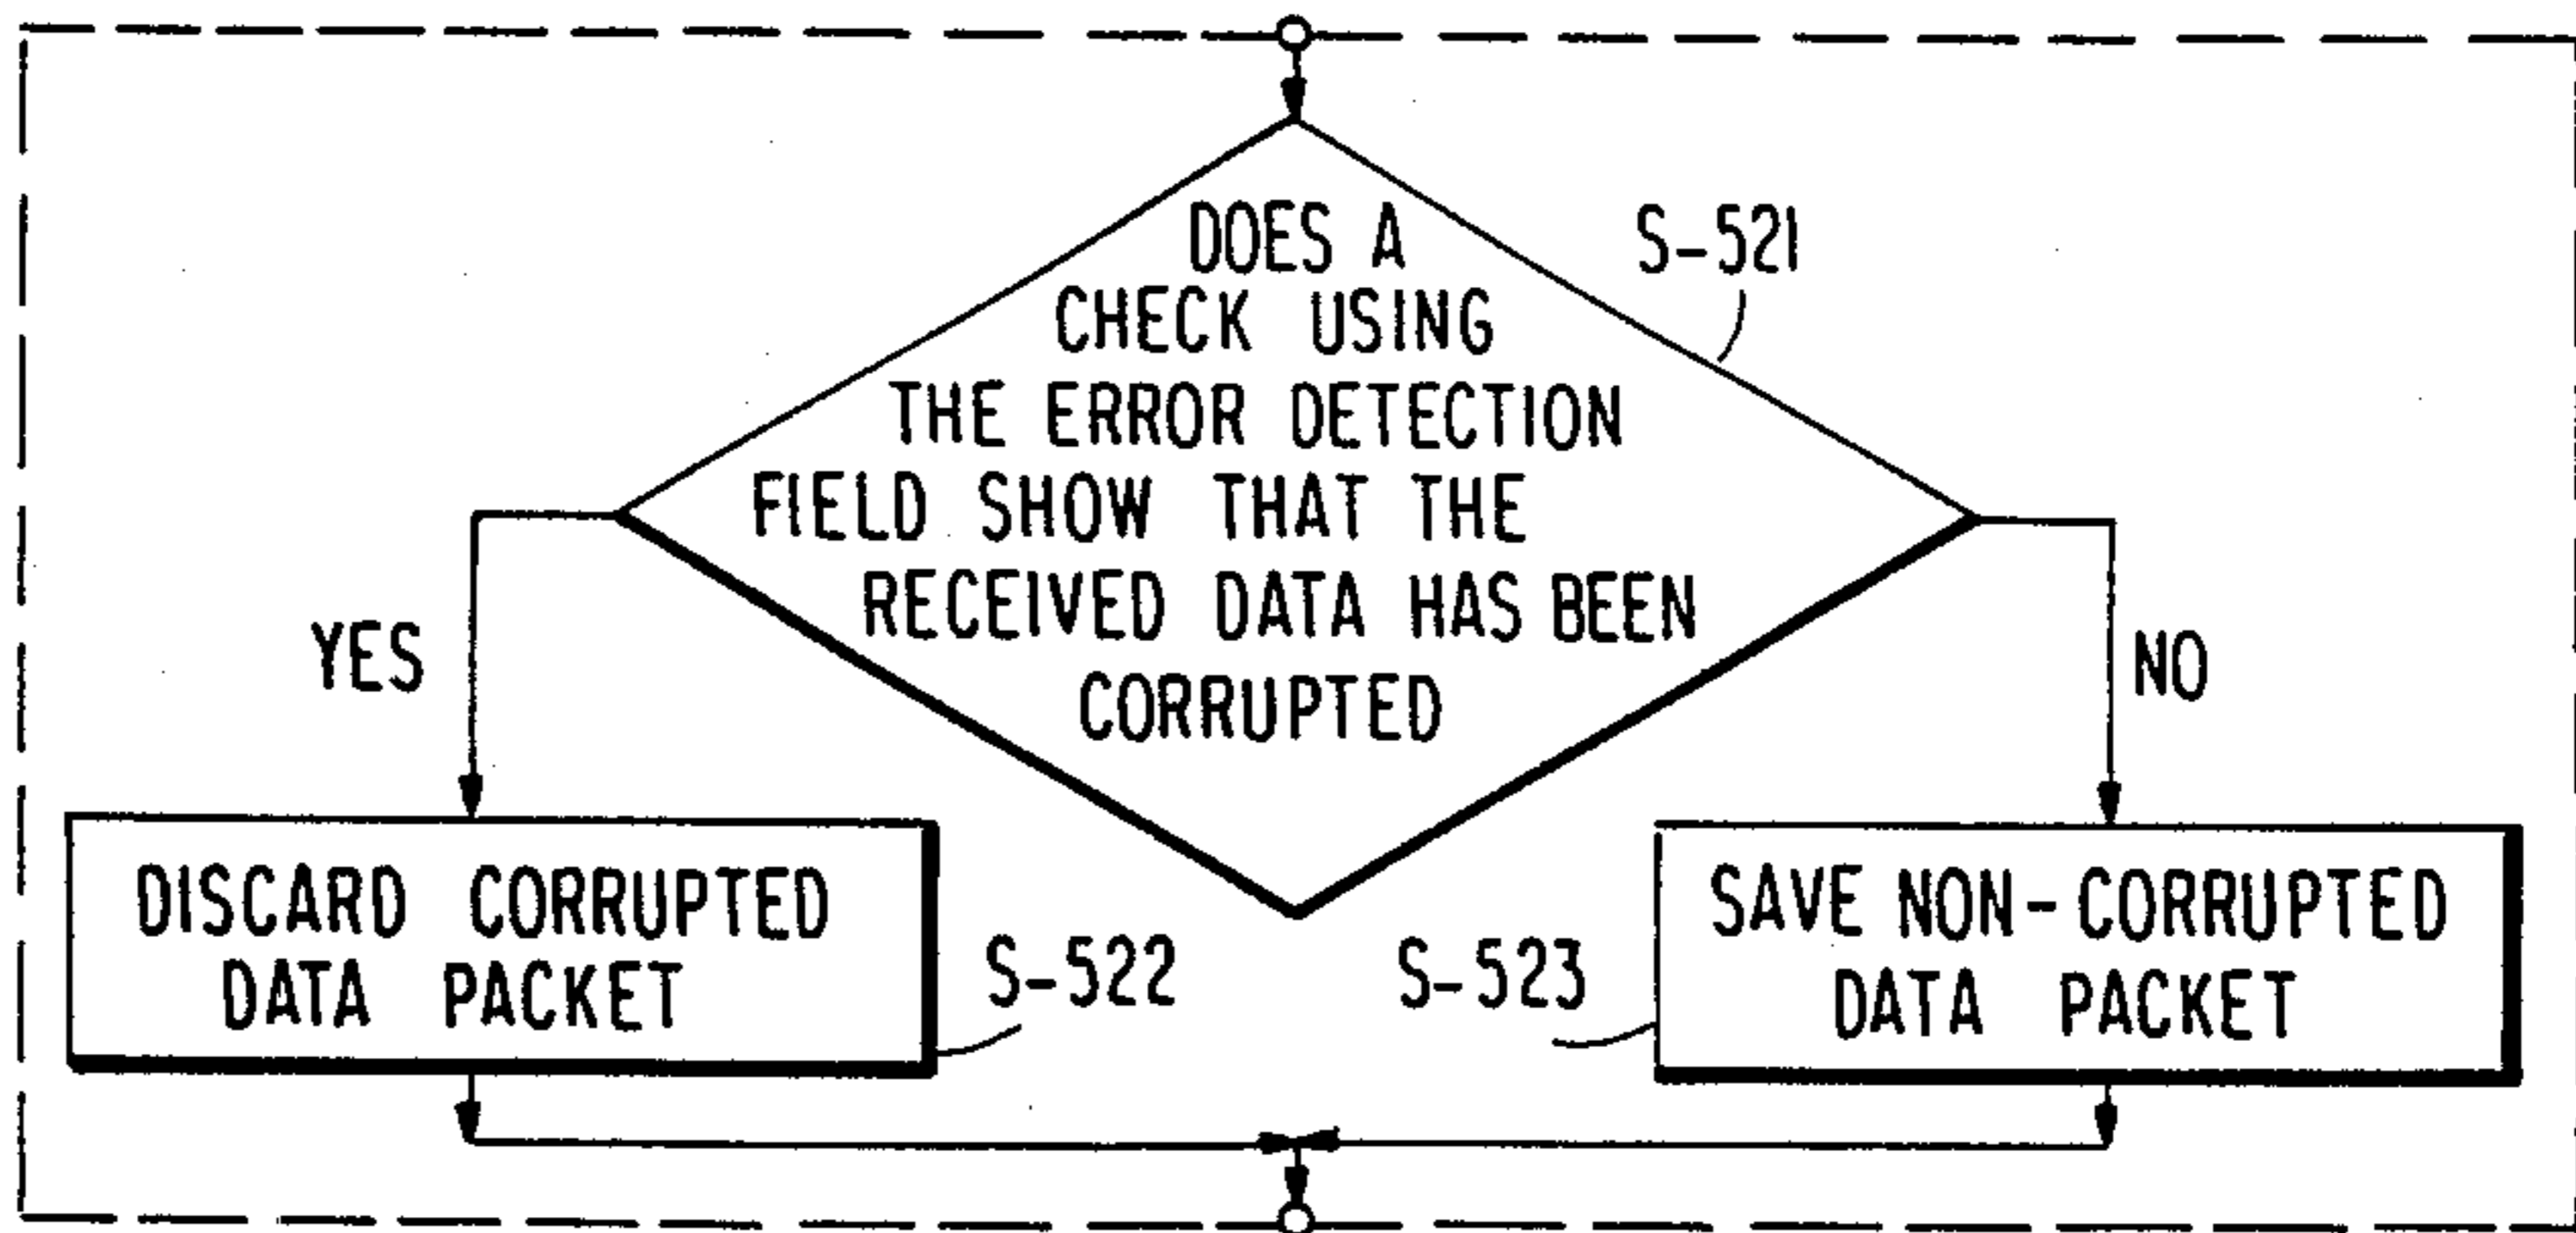 DOES A
CHECK USING
THE ERROR DETECTION
FIELD SHOW THAT THE
RECEIVED DATA HAS BEEN
CORRUPTED
S-521
YES
NO
DISCARD CORRUPTED
DATA PACKET
S-522
S-523
SAVE NON-CORRUPTED
DATA PACKET